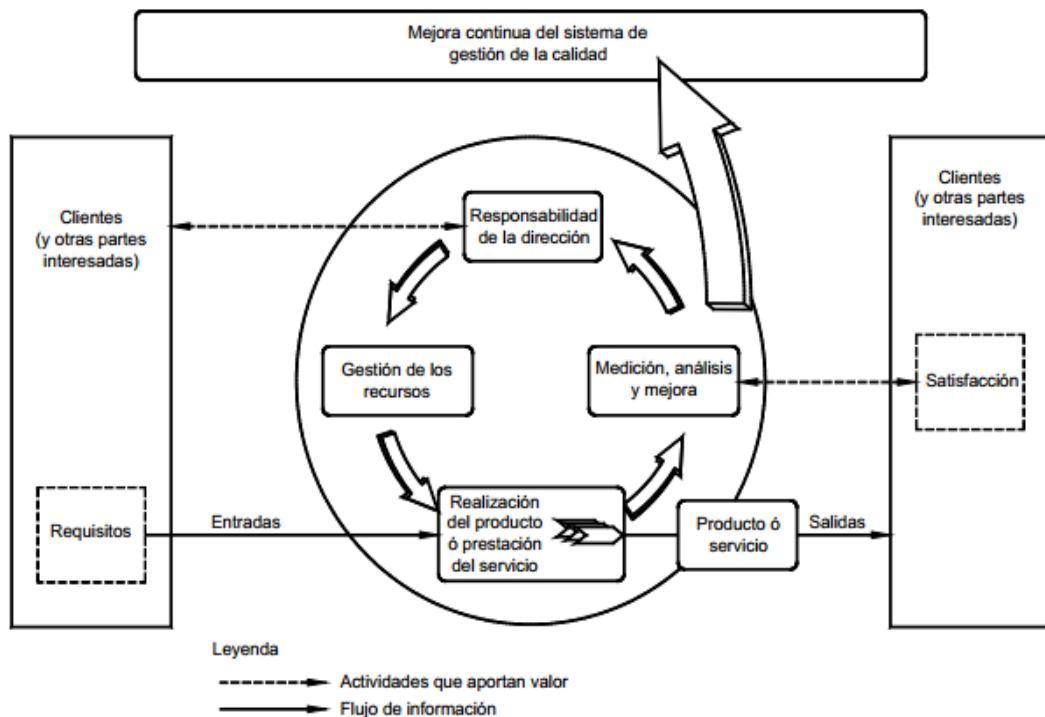 Mejora continua del sistema de
gestión de la calidad
Clientes
(y otras partes
interesadas)
Responsabilidad
de la dirección
Clientes
(y otras partes
interesadas)
Gestión de los
recursos
Medición, análisis
y mejora
Satisfacción
Requisitos
Entradas
Realización
del producto
ó prestación
del servicio
Producto ó
servicio
Salidas
Leyenda
Actividades que aportan valor
Flujo de información